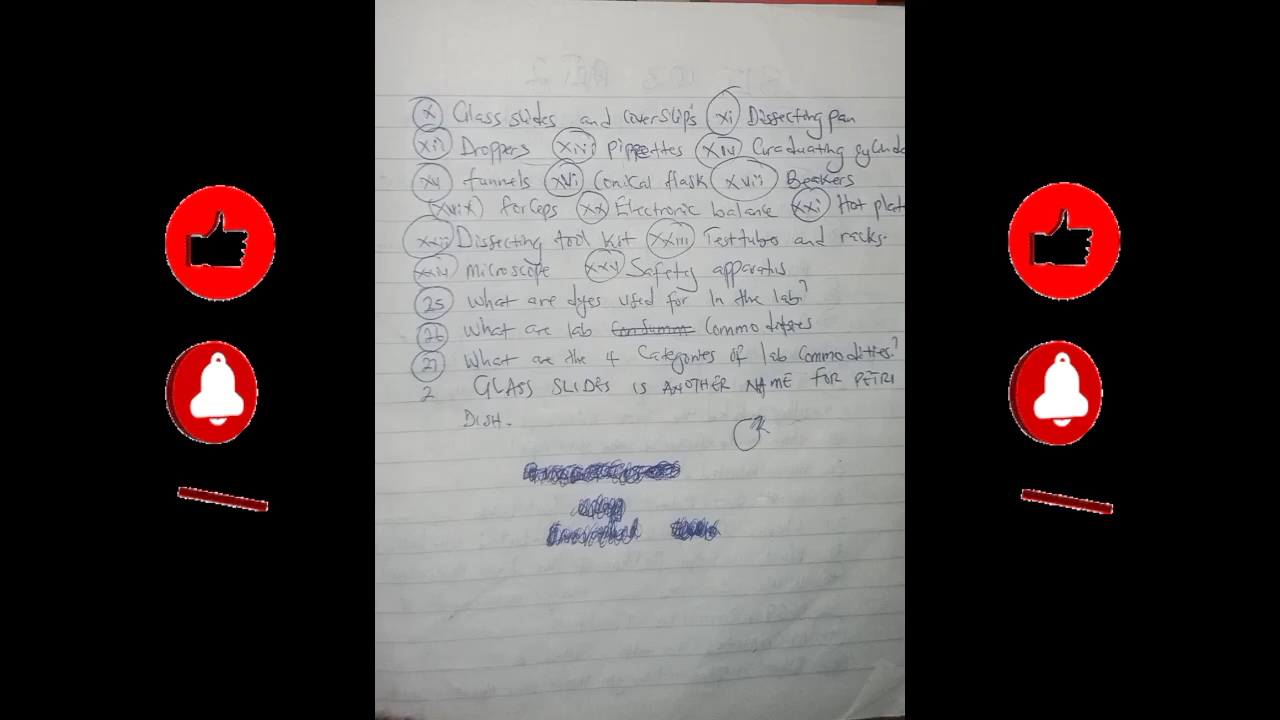 x Glass slides and coverslips xi Dissecting pan
xii Droppers xiii pippettes xiv Graduating cylinde
xv funnels xvi Conical flask xvii Beakers
xvix forceps xx Electronic balance xxi Hot plat
xxii Dissecting tool kit xxiii Testtubes and racks.
xxiv Microscope xxv Safety apparatus
25 What are dyes used for in the lab?
26 What are lab Commodities
27 What are the 4 Categories of lab Commodities?
2 GLASS SLIDES IS ANOTHER NAME FOR PETRI
DISH.